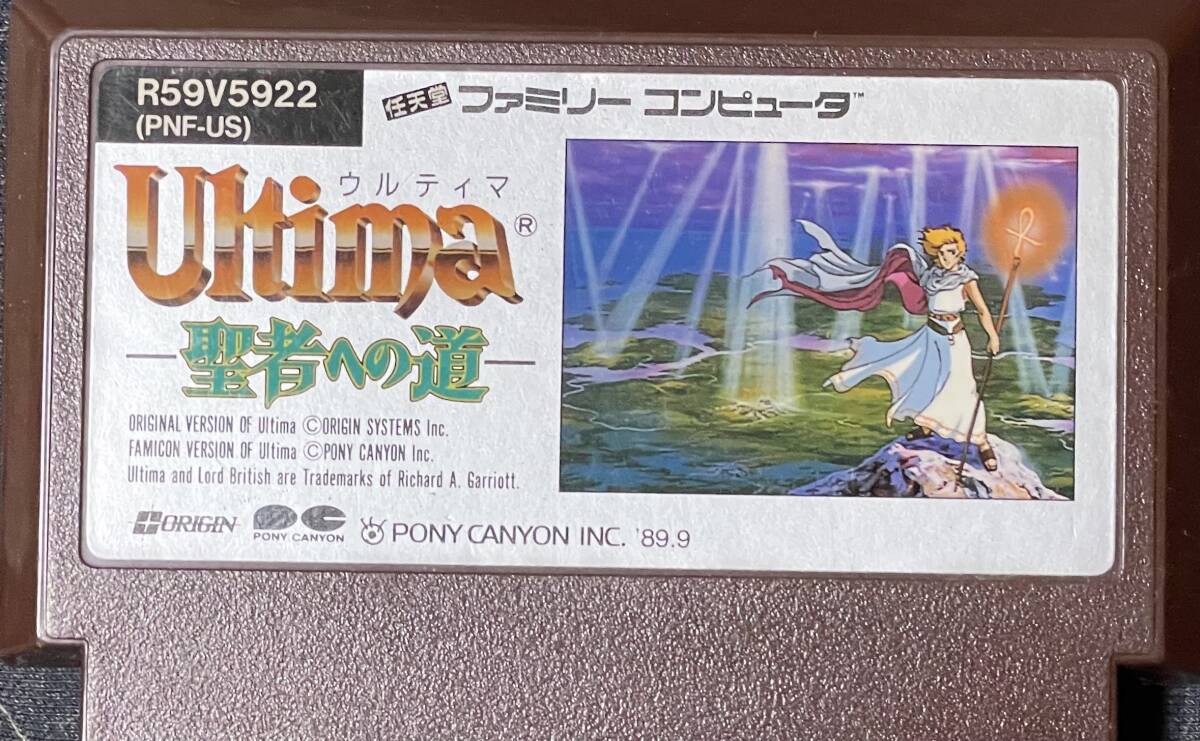 R59V5922
(PNF-US)
任天堂 ファミリー コンピュータ™
ウルティマ
Ultima®
聖者への道
ORIGINAL VERSION OF Ultima ©ORIGIN SYSTEMS Inc.
FAMICON VERSION OF Ultima ©PONY CANYON Inc.
Ultima and Lord British are Trademarks of Richard A. Garriott.
ORIGIN PC PONY CANYON PONY CANYON INC. '89.9